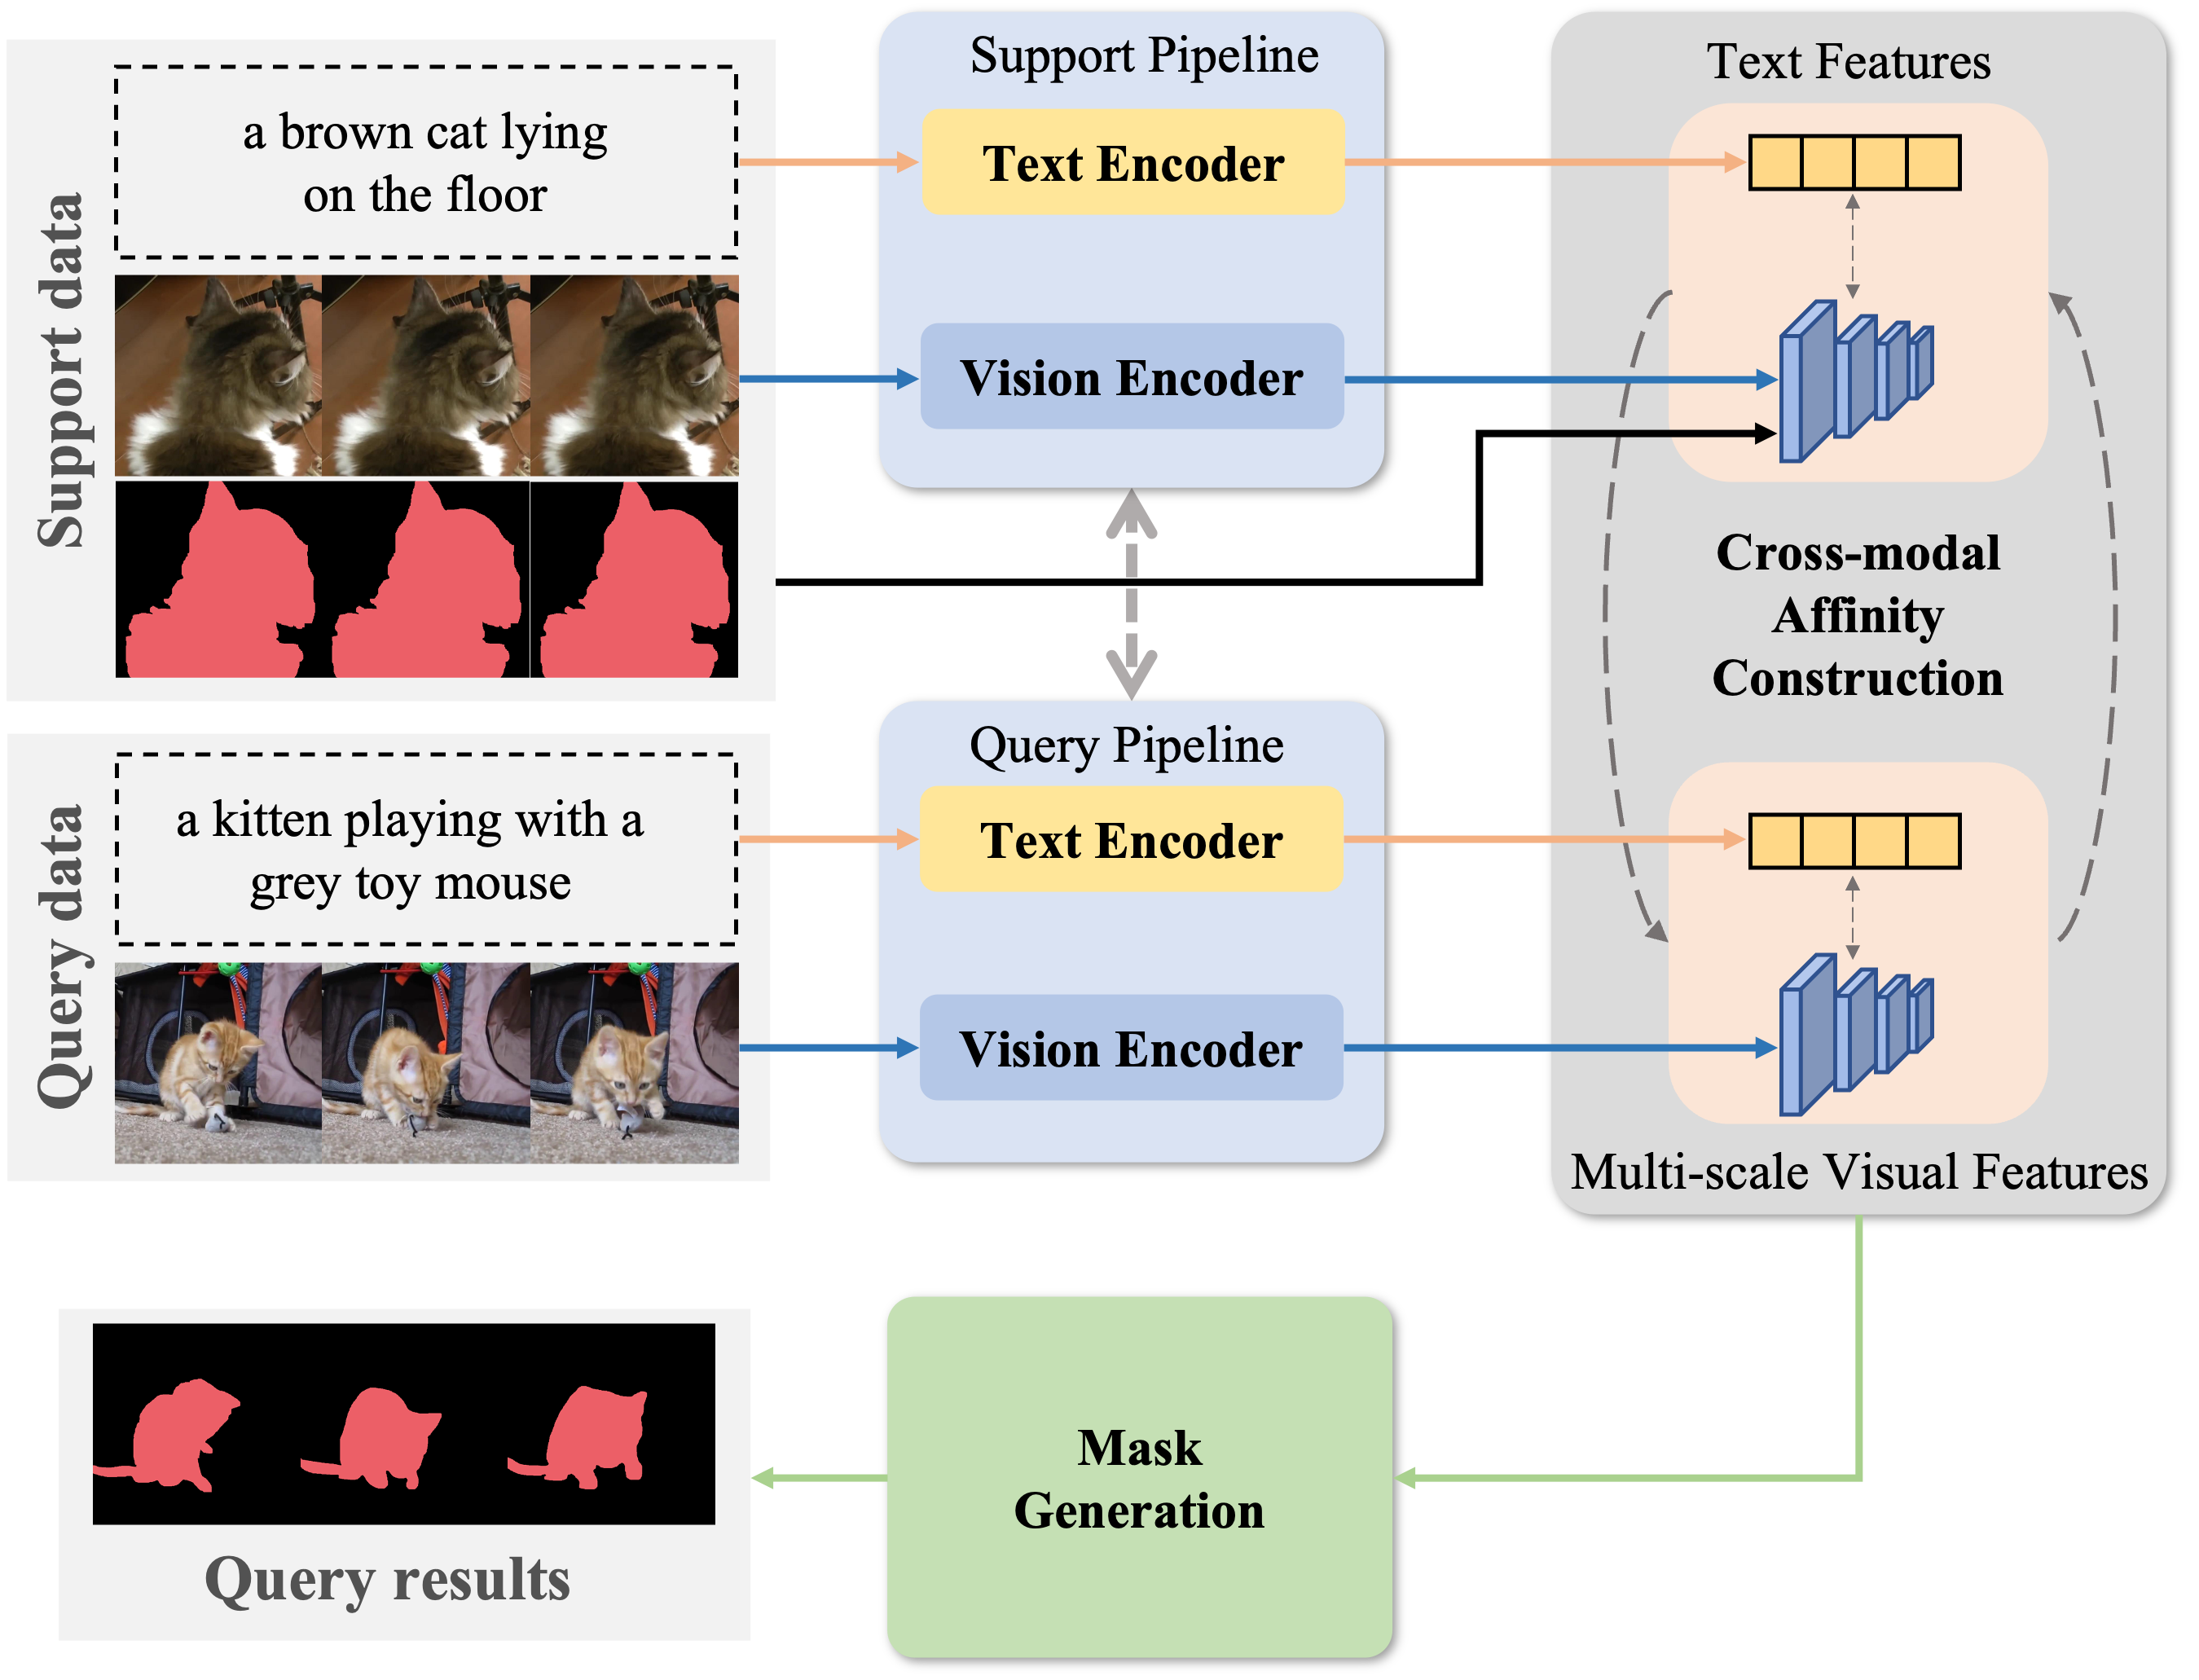 Support data
a brown cat lying
on the floor
Support Pipeline
Text Encoder
Vision Encoder
Text Features
Cross-modal
Affinity
Construction
Query data
a kitten playing with a
grey toy mouse
Query Pipeline
Text Encoder
Vision Encoder
Multi-scale Visual Features
Mask
Generation
Query results